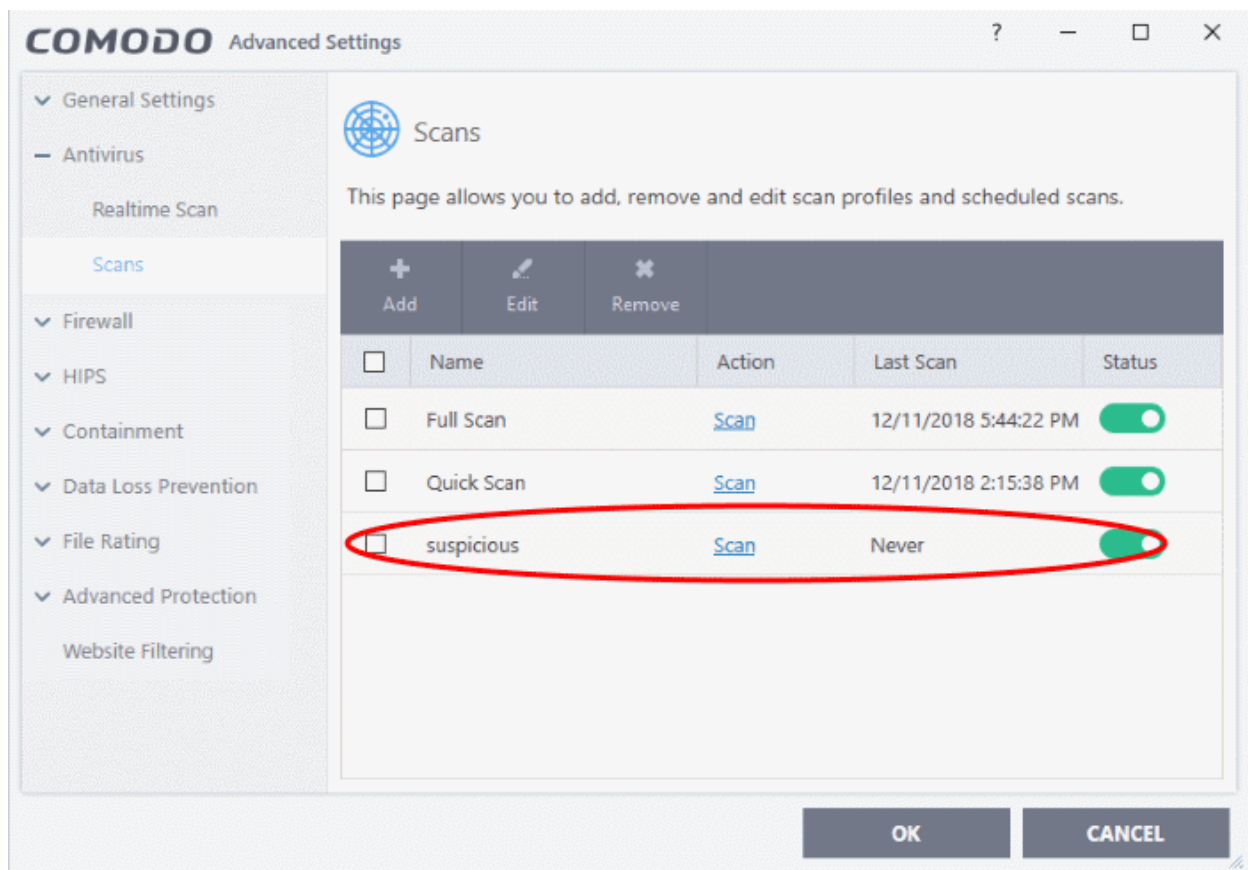 COMODO Advanced Settings ?
General Settings
Antivirus
Realtime Scan
Scans
Firewall
HIPS
Containment
Data Loss Prevention
File Rating
Advanced Protection
Website Filtering
Scans
This page allows you to add, remove and edit scan profiles and scheduled scans.
Add Edit Remove
Name Action Last Scan Status
Full Scan Scan 12/11/2018 5:44:22 PM
Quick Scan Scan 12/11/2018 2:15:38 PM
suspicious Scan Never
OK CANCEL